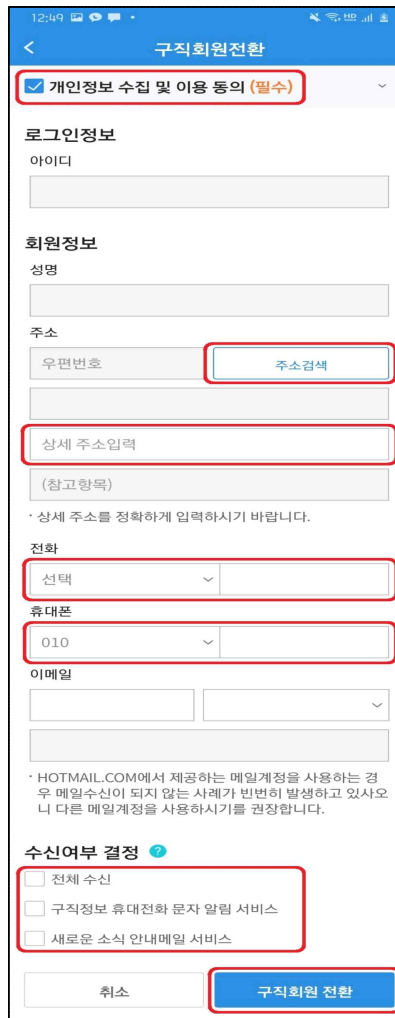 12:49
구직회원전환
개인정보 수집 및 이용 동의 (필수)
로그인정보
아이디
회원정보
성명
주소
우편번호 주소검색
상세 주소입력
(참고항목)
· 상세 주소를 정확하게 입력하시기 바랍니다.
전화
선택
휴대폰
010
이메일
· HOTMAIL.COM에서 제공하는 메일계정을 사용하는 경
우 메일수신이 되지 않는 사례가 빈번히 발생하고 있사오
니 다른 메일계정을 사용하시기를 권장합니다.
수신여부 결정 ?
전체 수신
구직정보 휴대전화 문자 알림 서비스
새로운 소식 안내메일 서비스
취소 구직회원 전환